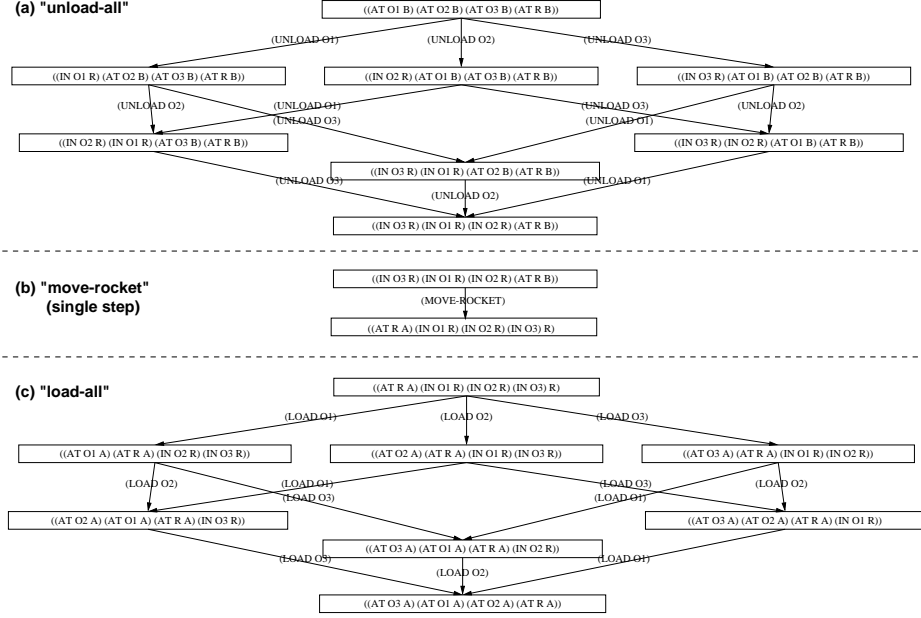 (a) "unload-all"
((AT O1 B) (AT O2 B) (AT O3 B) (AT R B))
(UNLOAD O1)
(UNLOAD O2)
(UNLOAD O3)
((IN O1 R) (AT O2 B) (AT O3 B) (AT R B))
((IN O2 R) (AT O1 B) (AT O3 B) (AT R B))
((IN O3 R) (AT O1 B) (AT O2 B) (AT R B))
(UNLOAD O2)
(UNLOAD O1)
(UNLOAD O3)
(UNLOAD O3)
(UNLOAD O1)
(UNLOAD O2)
((IN O2 R) (IN O1 R) (AT O3 B) (AT R B))
((IN O3 R) (IN O2 R) (AT O1 B) (AT R B))
((IN O3 R) (IN O1 R) (AT O2 B) (AT R B))
(UNLOAD O3)
(UNLOAD O2)
(UNLOAD O1)
((IN O3 R) (IN O1 R) (IN O2 R) (AT R B))
(b) "move-rocket"
(single step)
((IN O3 R) (IN O1 R) (IN O2 R) (AT R B))
(MOVE-ROCKET)
((AT R A) (IN O1 R) (IN O2 R) (IN O3) R)
(c) "load-all"
((AT R A) (IN O1 R) (IN O2 R) (IN O3) R)
(LOAD O1)
(LOAD O2)
(LOAD O3)
((AT O1 A) (AT R A) (IN O2 R) (IN O3 R))
((AT O2 A) (AT R A) (IN O1 R) (IN O3 R))
((AT O3 A) (AT R A) (IN O1 R) (IN O2 R))
(LOAD O2)
(LOAD O1)
(LOAD O3)
(LOAD O3)
(LOAD O1)
(LOAD O2)
((AT O2 A) (AT O1 A) (AT R A) (IN O3 R))
((AT O3 A) (AT O2 A) (AT R A) (IN O1 R))
((AT O3 A) (AT O1 A) (AT R A) (IN O2 R))
(LOAD O3)
(LOAD O2)
(LOAD O1)
((AT O3 A) (AT O1 A) (AT O2 A) (AT R A))